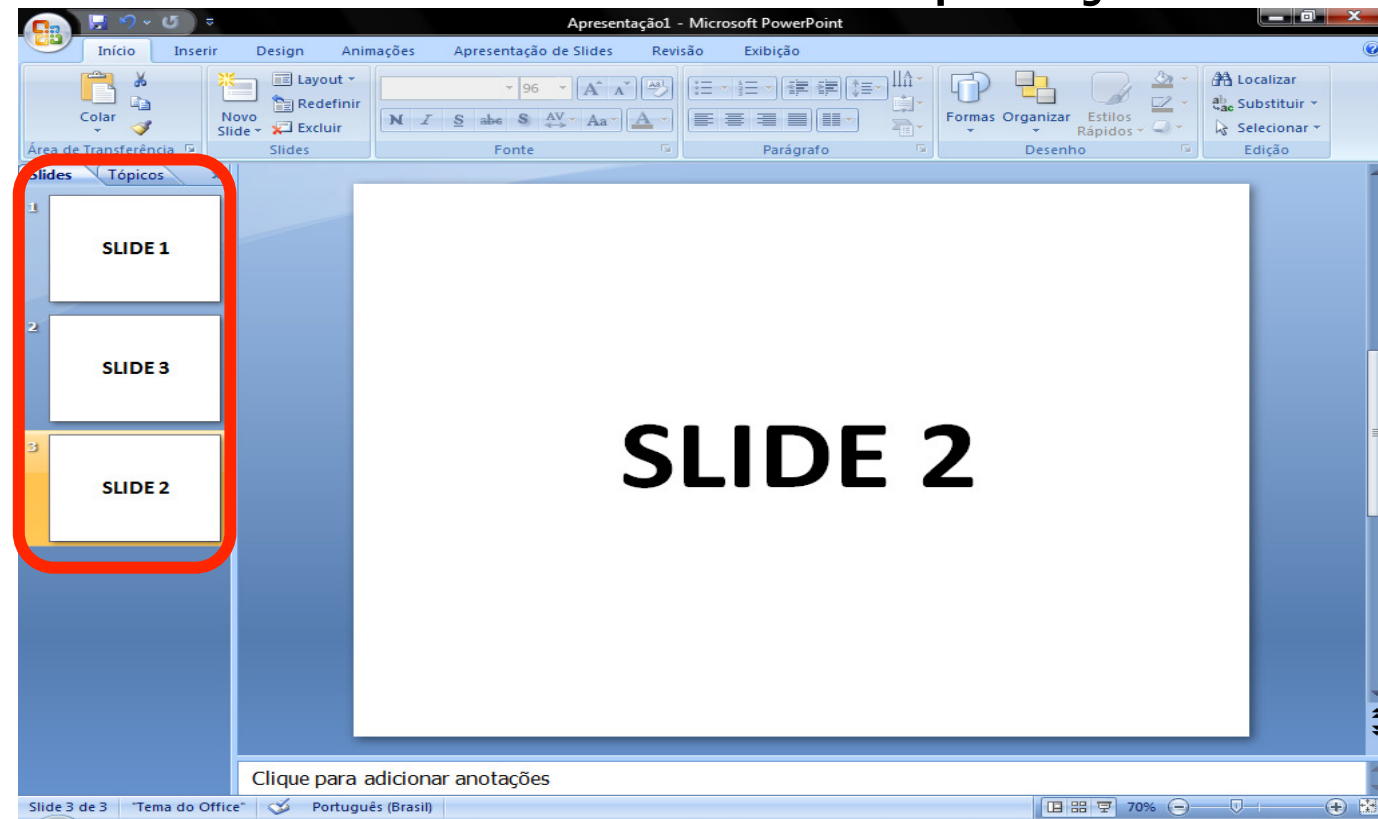 Apresentação1 - Microsoft PowerPoint
Início Inserir Design Animações Apresentação de Slides Revisão Exibição
Colar
Novo Slide
Layout
Redefinir
Excluir
96
N I S abe S AV Aa A
Formas Organizar Estilos Rápidos
Localizar
Substituir
Selecionar
Área de Transferência Slides Fonte Parágrafo Desenho Edição
Slides Tópicos
1
SLIDE 1
2
SLIDE 3
3
SLIDE 2
SLIDE 2
Clique para adicionar anotações
Slide 3 de 3 "Tema do Office" Português (Brasil) 70%